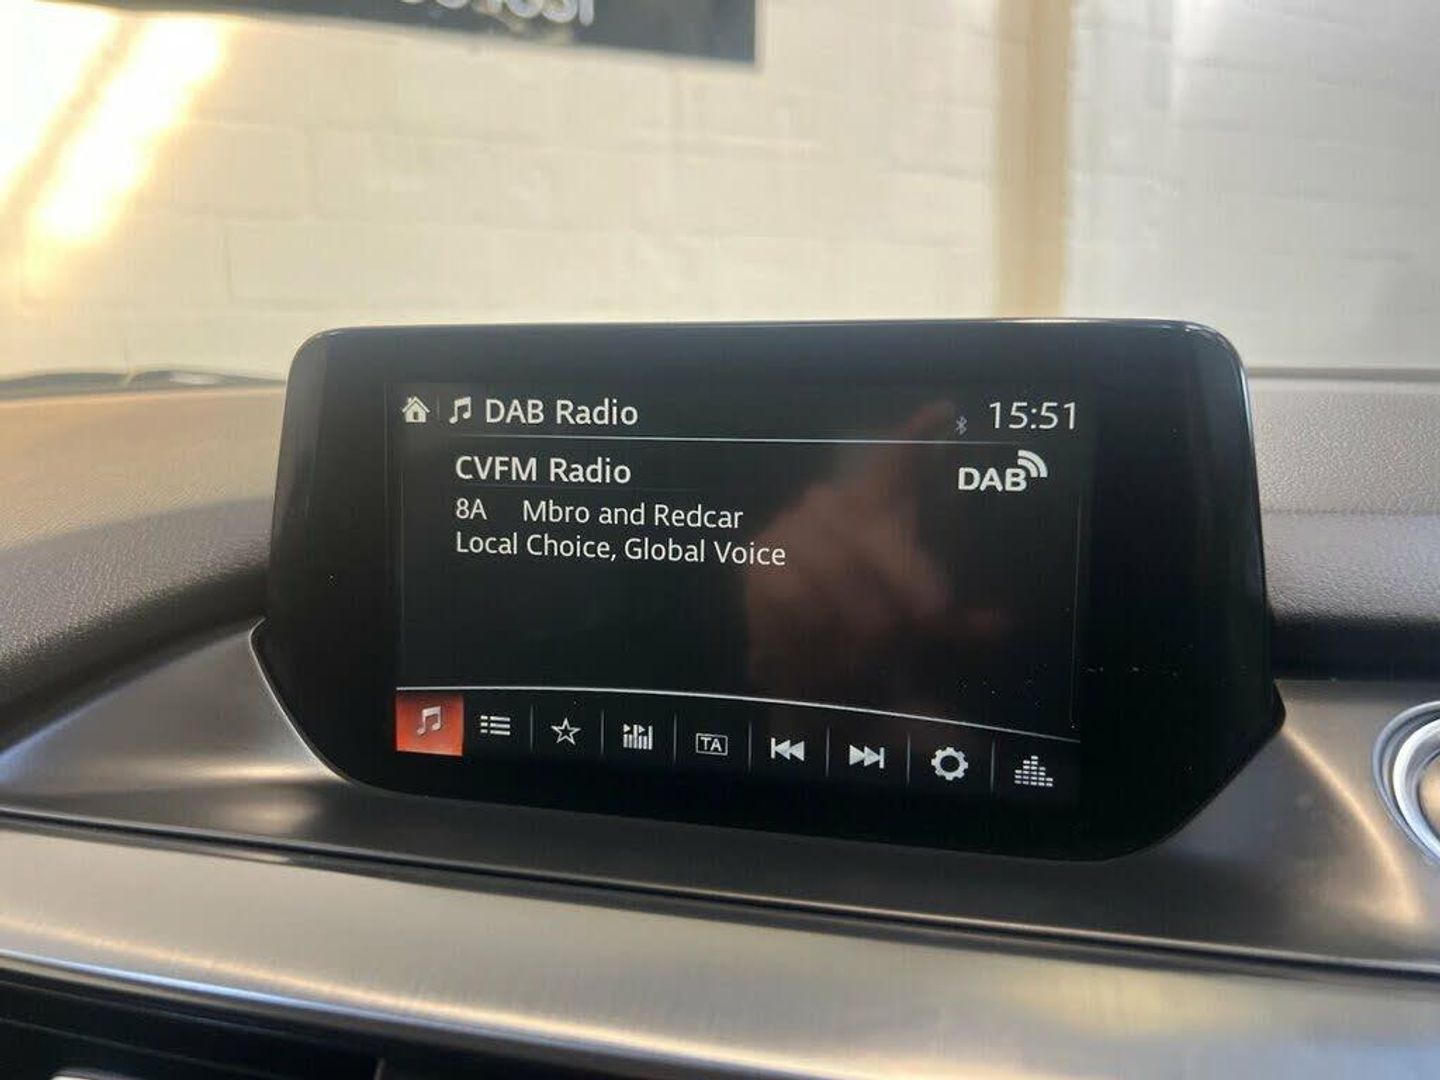 DAB Radio 15:51
CVFM Radio DAB
8A Mbro and Redcar
Local Choice, Global Voice
TA